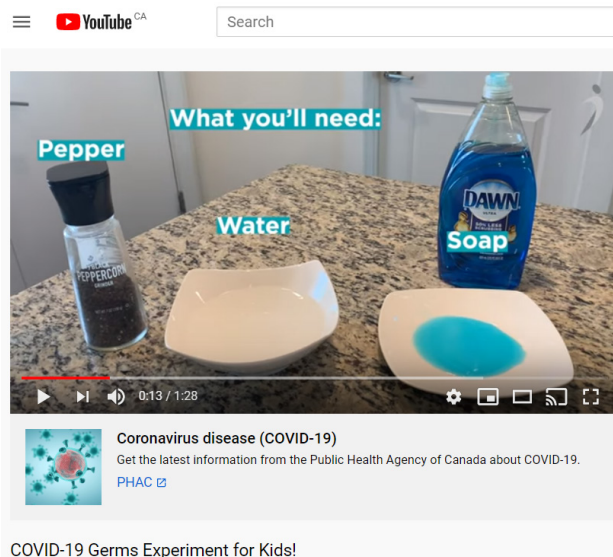 YouTube CA
Search
What you'll need:
Pepper
Water
DAWN
ULTRA
Soap
BLACK
PEPPERCORN
GRINDER
0:13 / 1:28
Coronavirus disease (COVID-19)
Get the latest information from the Public Health Agency of Canada about COVID-19.
PHAC
COVID-19 Germs Experiment for Kids!